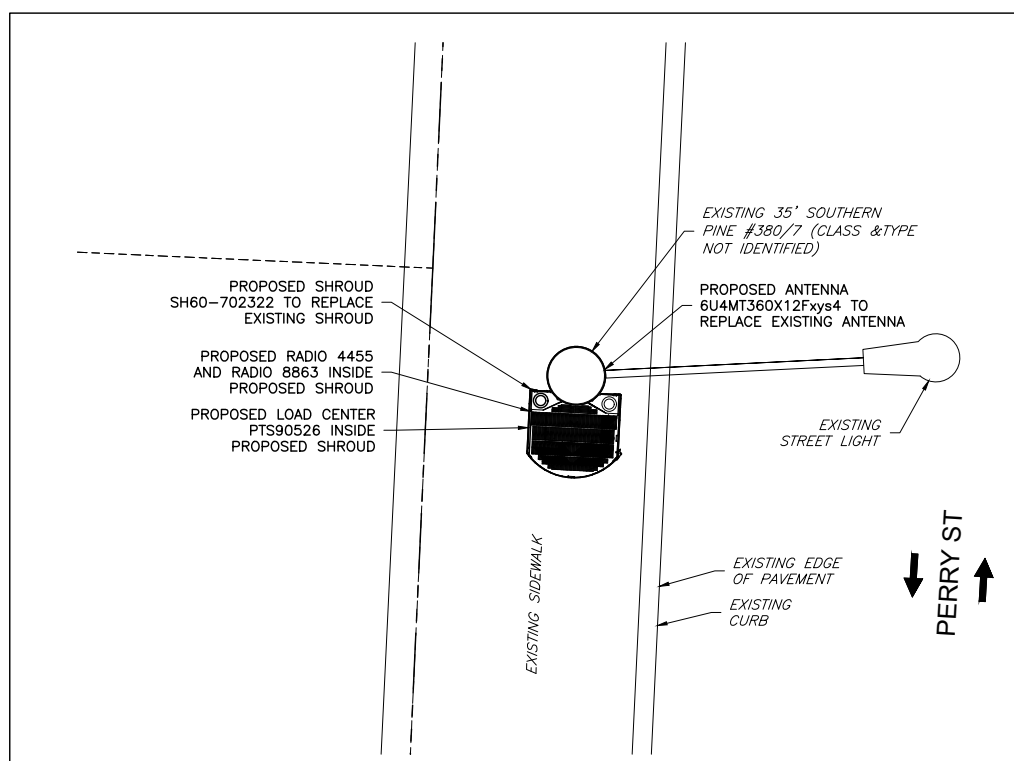 EXISTING 35' SOUTHERN
PINE #380/7 (CLASS &TYPE
NOT IDENTIFIED)
PROPOSED SHROUD
SH60-702322 TO REPLACE
EXISTING SHROUD
PROPOSED ANTENNA
6U4MT360X12Fxys4 TO
REPLACE EXISTING ANTENNA
PROPOSED RADIO 4455
AND RADIO 8863 INSIDE
PROPOSED SHROUD
PROPOSED LOAD CENTER
PTS90526 INSIDE
PROPOSED SHROUD
EXISTING
STREET LIGHT
EXISTING SIDEWALK
EXISTING EDGE
OF PAVEMENT
EXISTING
CURB
PERRY ST